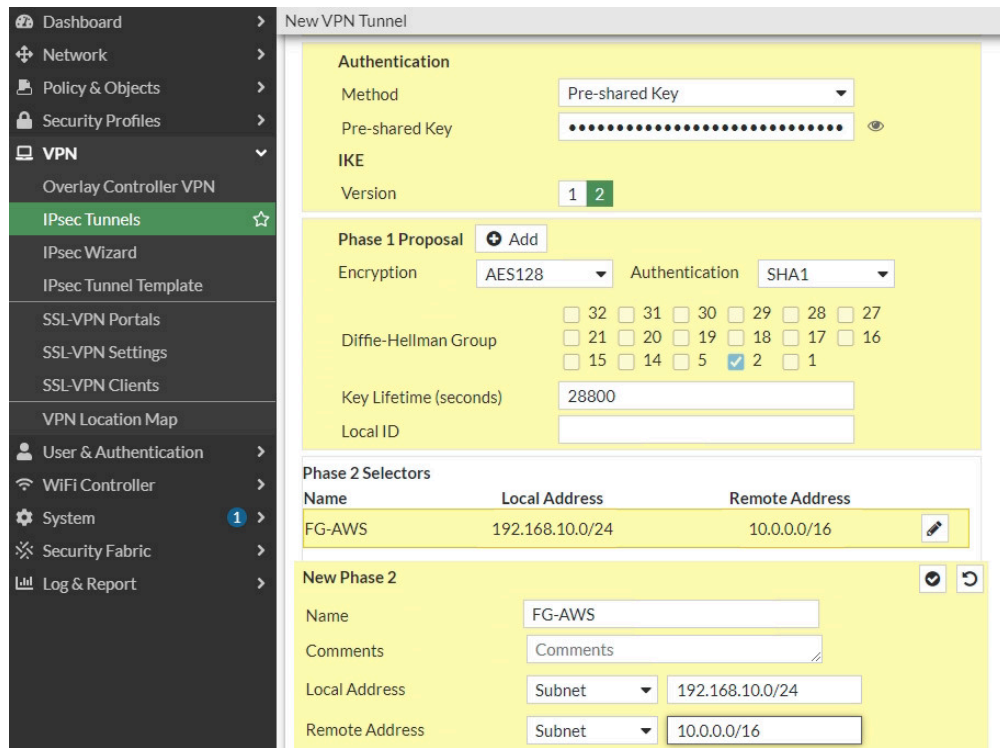 Dashboard
Network
Policy & Objects
Security Profiles
VPN
Overlay Controller VPN
IPsec Tunnels
IPsec Wizard
IPsec Tunnel Template
SSL-VPN Portals
SSL-VPN Settings
SSL-VPN Clients
VPN Location Map
User & Authentication
WiFi Controller
System 1
Security Fabric
Log & Report
New VPN Tunnel
Authentication
Method Pre-shared Key
Pre-shared Key ••••••••••••••••••••••••••••••
IKE
Version 1 2
Phase 1 Proposal Add
Encryption AES128 Authentication SHA1
32 31 30 29 28 27
Diffie-Hellman Group 21 20 19 18 17 16
15 14 5 2 1
Key Lifetime (seconds) 28800
Local ID
Phase 2 Selectors
Name Local Address Remote Address
FG-AWS 192.168.10.0/24 10.0.0.0/16
New Phase 2
Name FG-AWS
Comments Comments
Local Address Subnet 192.168.10.0/24
Remote Address Subnet 10.0.0.0/16